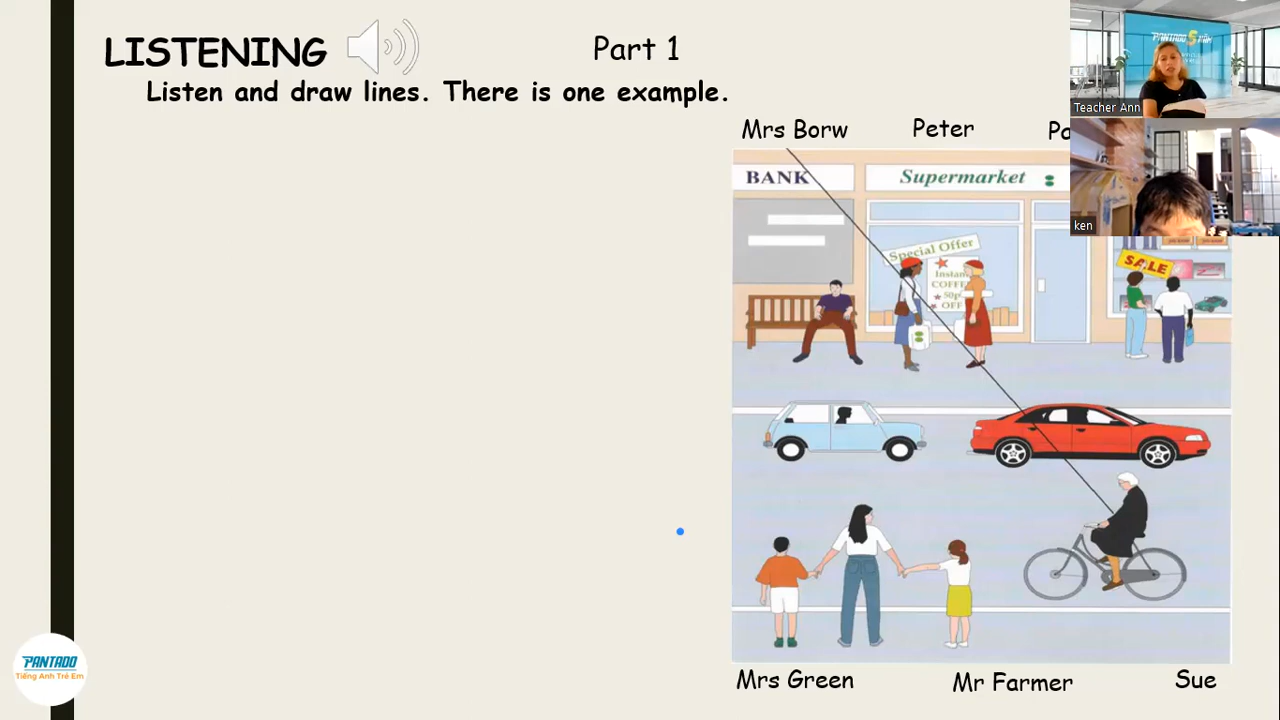 LISTENING
Part 1
Listen and draw lines. There is one example.
Mrs Borw
Peter
BANK
Supermarket
Special Offer
SALE
Mrs Green
Mr Farmer
Sue
PANTADO
Tiếng Anh Trẻ Em
Teacher Ann
ken
PANTADO